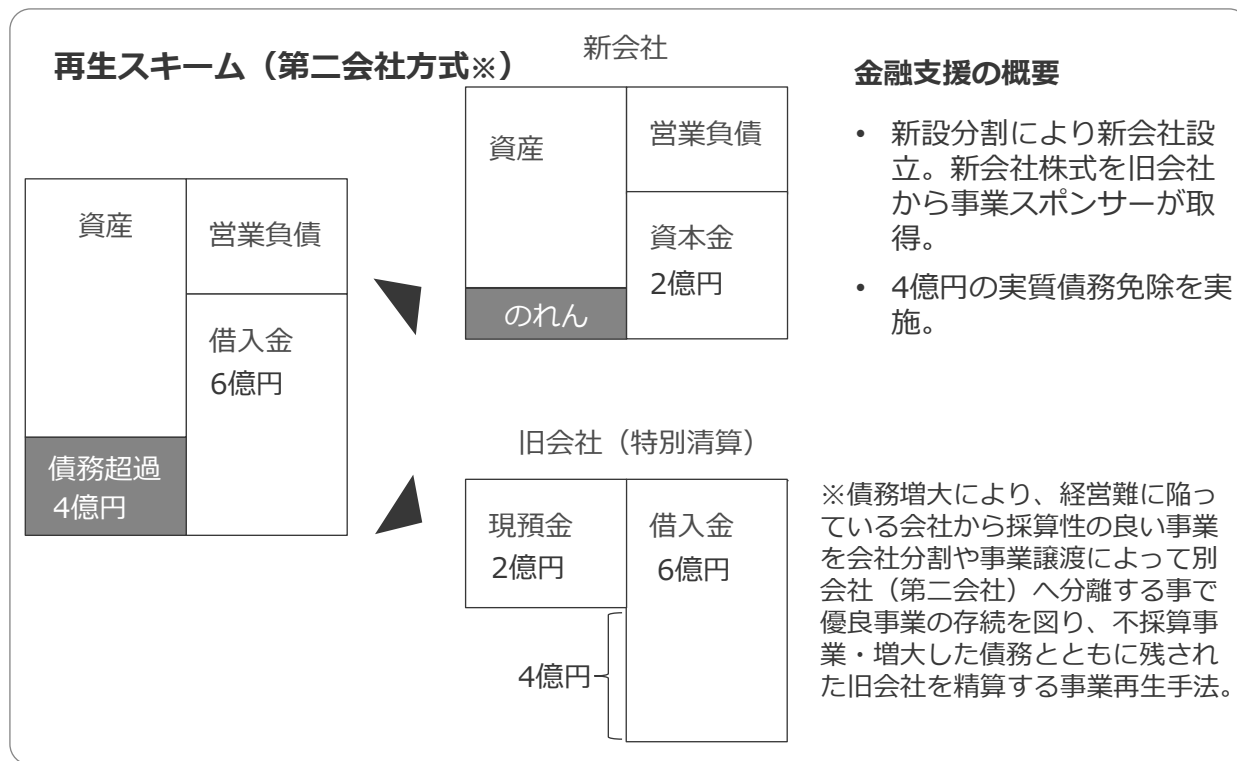 再生スキーム（第二会社方式※）
資産
営業負債
借入金
6億円
債務超過
4億円
新会社
資産
営業負債
資本金
2億円
のれん
旧会社（特別清算）
現預金
2億円
借入金
6億円
4億円
金融支援の概要
• 新設分割により新会社設
立。新会社株式を旧会社
から事業スポンサーが取
得。
• 4億円の実質債務免除を実
施。
※債務増大により、経営難に陥っ
ている会社から採算性の良い事業
を会社分割や事業譲渡によって別
会社（第二会社）へ分離する事で
優良事業の存続を図り、不採算事
業・増大した債務とともに残され
た旧会社を精算する事業再生手法。